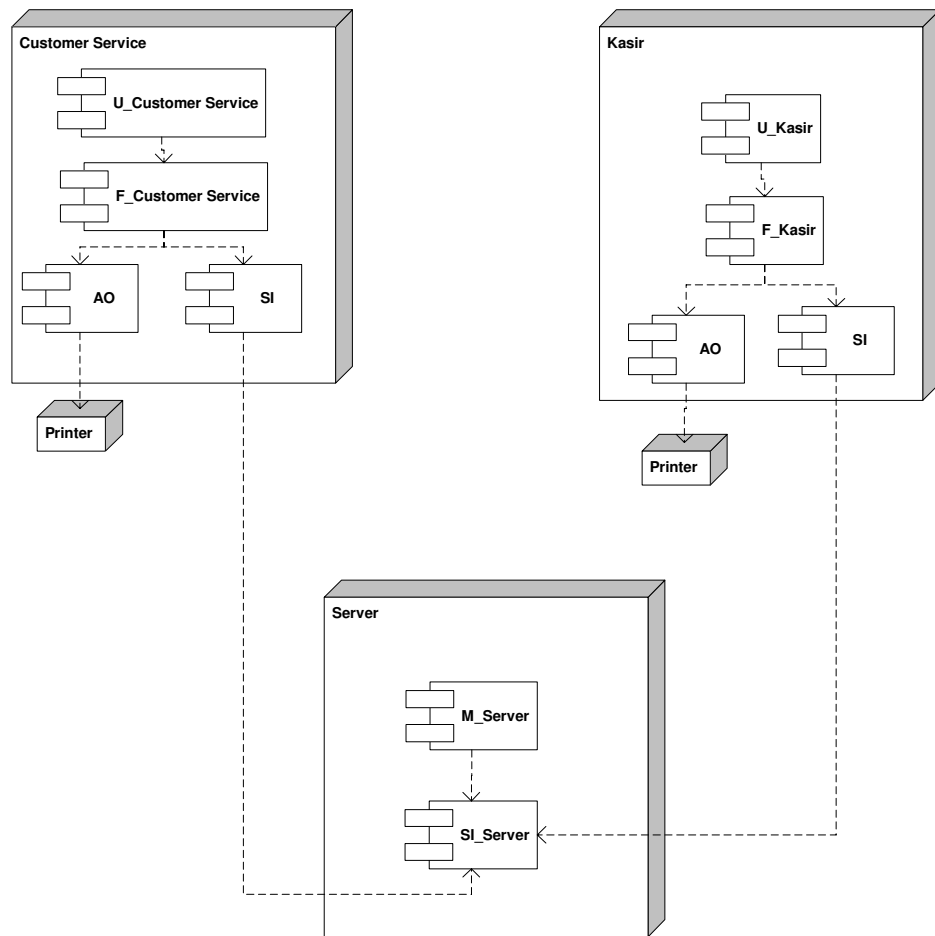 Customer Service
U_Customer Service
F_Customer Service
AO
SI
Printer
Kasir
U_Kasir
F_Kasir
AO
SI
Printer
Server
M_Server
SI_Server